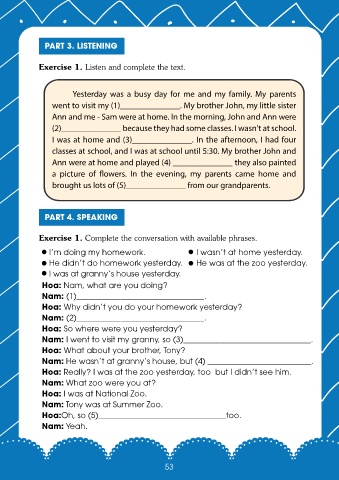 PART 3. LISTENING
Exercise 1. Listen and complete the text.
Yesterday was a busy day for me and my family. My parents
went to visit my (1)______________. My brother John, my little sister
Ann and me - Sam were at home. In the morning, John and Ann were
(2)______________ because they had some classes. I wasn't at school.
I was at home and (3)______________. In the afternoon, I had four
classes at school, and I was at school until 5:30. My brother John and
Ann were at home and played (4) ______________ they also painted
a picture of flowers. In the evening, my parents came home and
brought us lots of (5)______________ from our grandparents.
PART 4. SPEAKING
Exercise 1. Complete the conversation with available phrases.
• I'm doing my homework. • I wasn't at home yesterday.
• He didn't do homework yesterday. • He was at the zoo yesterday.
• I was at granny's house yesterday.
Hoa: Nam, what are you doing?
Nam: (1)______________________________.
Hoa: Why didn't you do your homework yesterday?
Nam: (2)______________________________.
Hoa: So where were you yesterday?
Nam: I went to visit my granny, so (3)______________________________.
Hoa: What about your brother, Tony?
Nam: He wasn't at granny's house, but (4)_________________________.
Hoa: Really? I was at the zoo yesterday, too but I didn't see him.
Nam: What zoo were you at?
Hoa: I was at National Zoo.
Nam: Tony was at Summer Zoo.
Hoa:Oh, so (5)______________________________too.
Nam: Yeah.
53